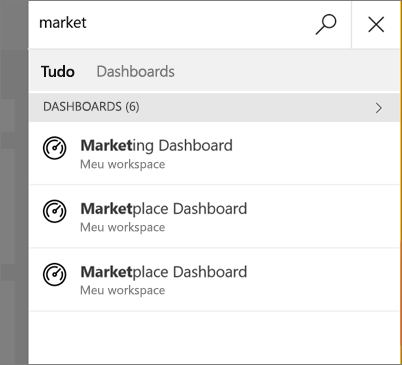 market
Tudo Dashboards
DASHBOARDS (6)
Marketing Dashboard
Meu workspace
Marketplace Dashboard
Meu workspace
Marketplace Dashboard
Meu workspace